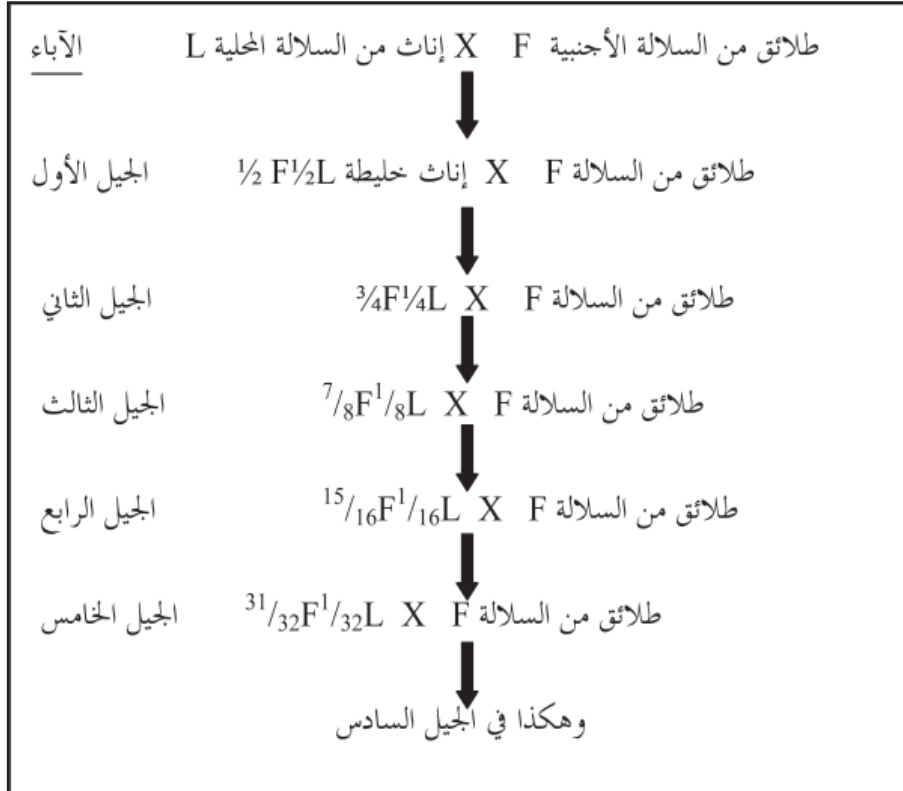 طلائق من السلالة الأجنبية F X إناث من السلالة المحلية L الآباء
طلائق من السلالة F X إناث خليطة ½ F½L الجيل الأول
طلائق من السلالة F X ¾F¼L الجيل الثاني
طلائق من السلالة F X 7/8F1/8L الجيل الثالث
طلائق من السلالة F X 15/16F1/16L الجيل الرابع
طلائق من السلالة F X 31/32F1/32L الجيل الخامس
وهكذا في الجيل السادس